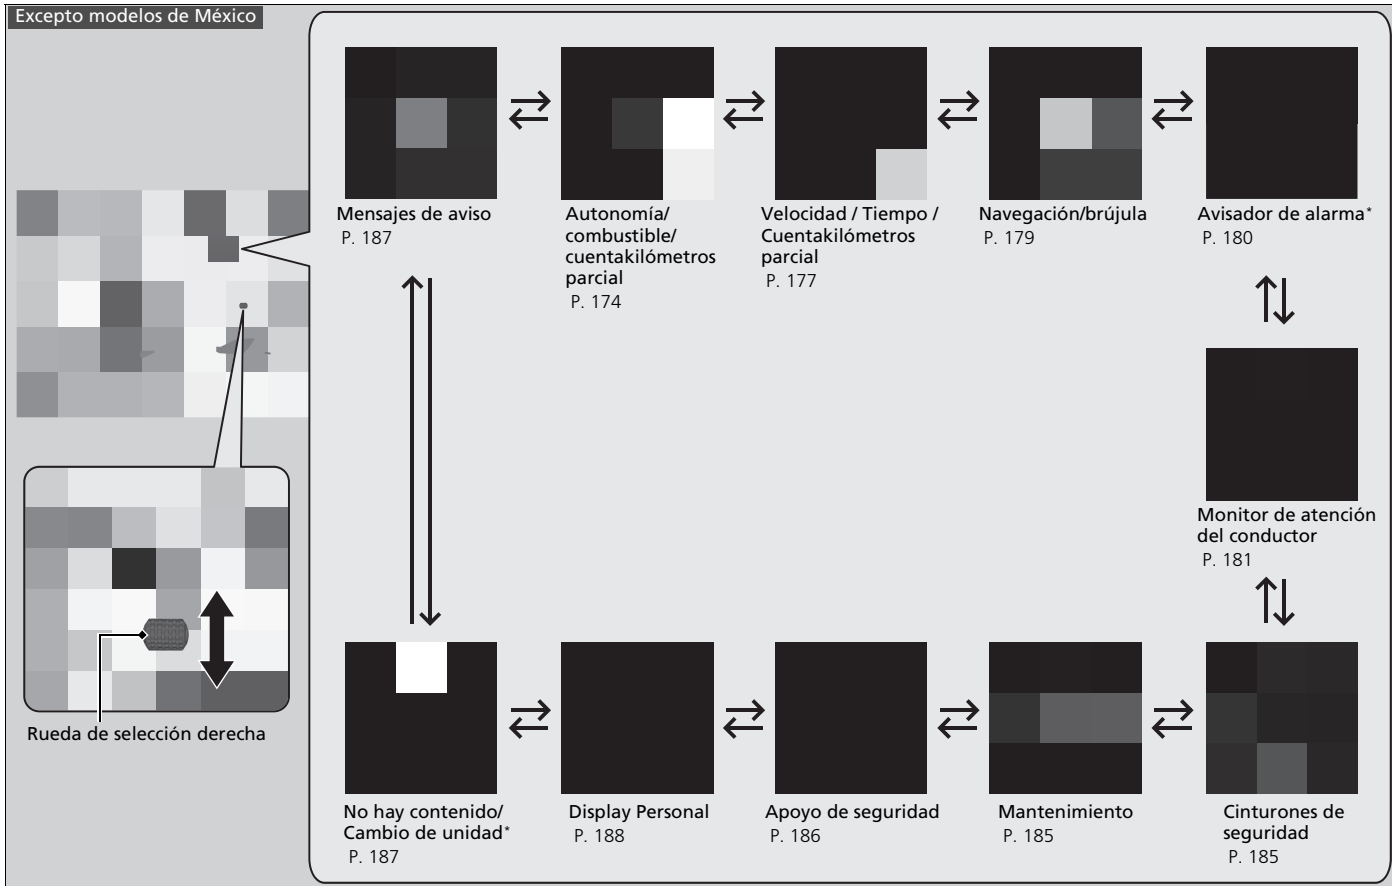 Excepto modelos de México
Mensajes de aviso
P. 187
Autonomía/
combustible/
cuentakilómetros
parcial
P. 174
Velocidad / Tiempo /
Cuentakilómetros
parcial
P. 177
Navegación/brújula
P. 179
Avisador de alarma*
P. 180
Monitor de atención
del conductor
P. 181
Rueda de selección derecha
No hay contenido/
Cambio de unidad*
P. 187
Display Personal
P. 188
Apoyo de seguridad
P. 186
Mantenimiento
P. 185
Cinturones de
seguridad
P. 185